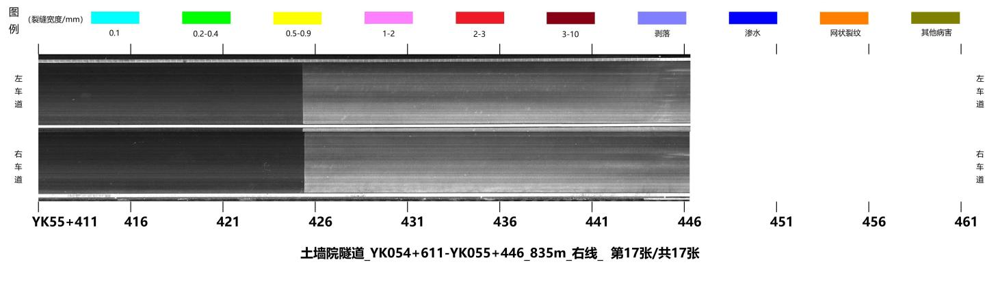 图例
(裂缝宽度/mm)
0.1 0.2-0.4 0.5-0.9 1-2 2-3 3-10 剥落 渗水 网状裂纹 其他病害
左车道 左车道
右车道 右车道
YK55+411 416 421 426 431 436 441 446 451 456 461
土墙院隧道_YK054+611-YK055+446_835m_右线_ 第17张/共17张